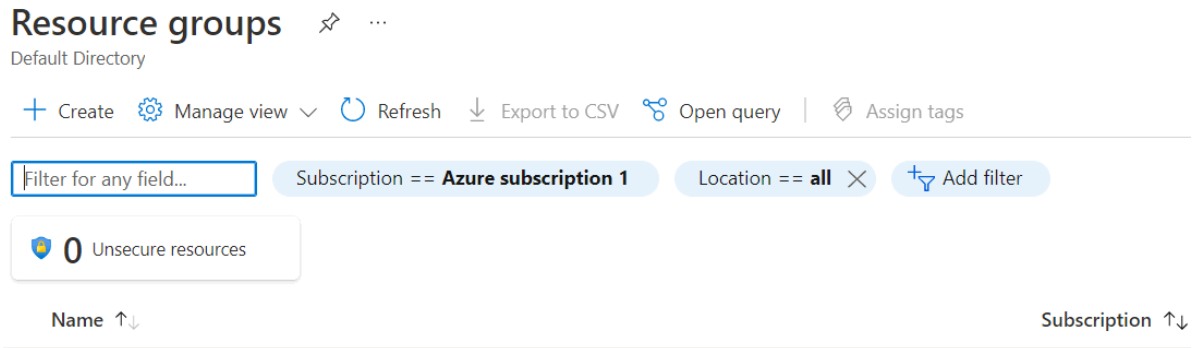 Resource groups
Default Directory
Create Manage view Refresh Export to CSV Open query Assign tags
Filter for any field... Subscription == Azure subscription 1 Location == all Add filter
0 Unsecure resources
Name Subscription